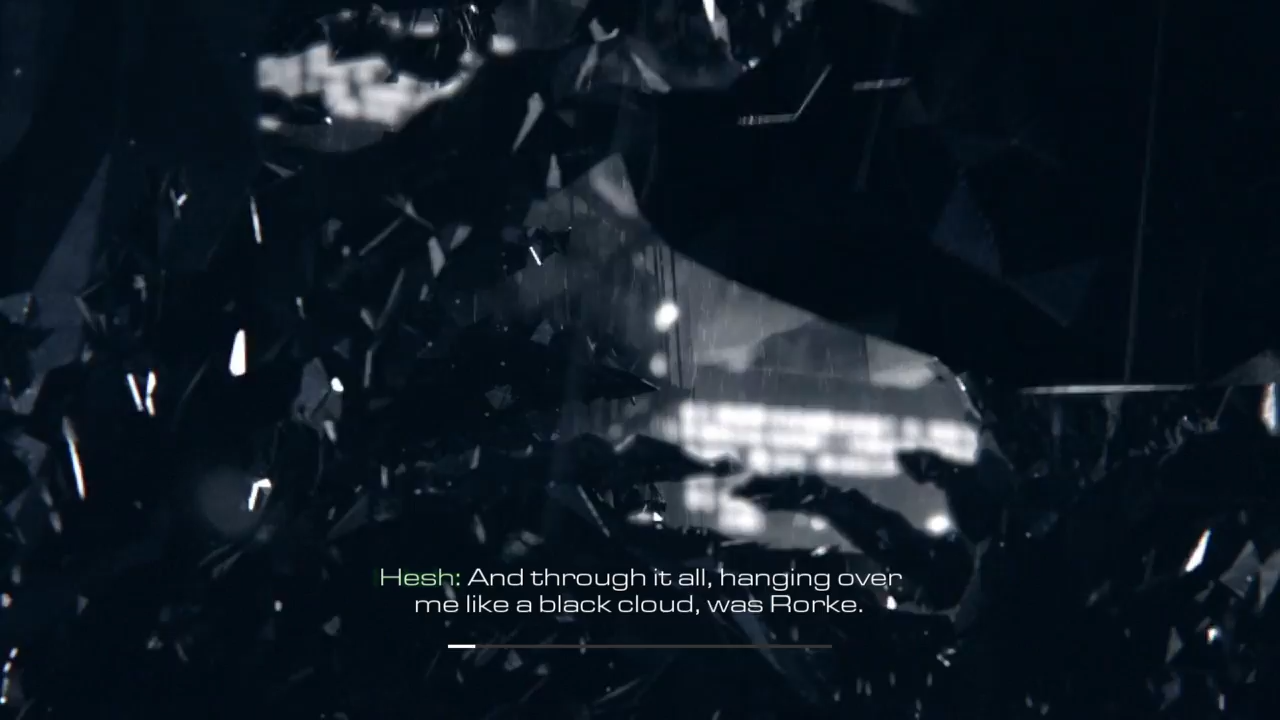 Hesh: And through it all, hanging over
me like a black cloud, was Rorke.